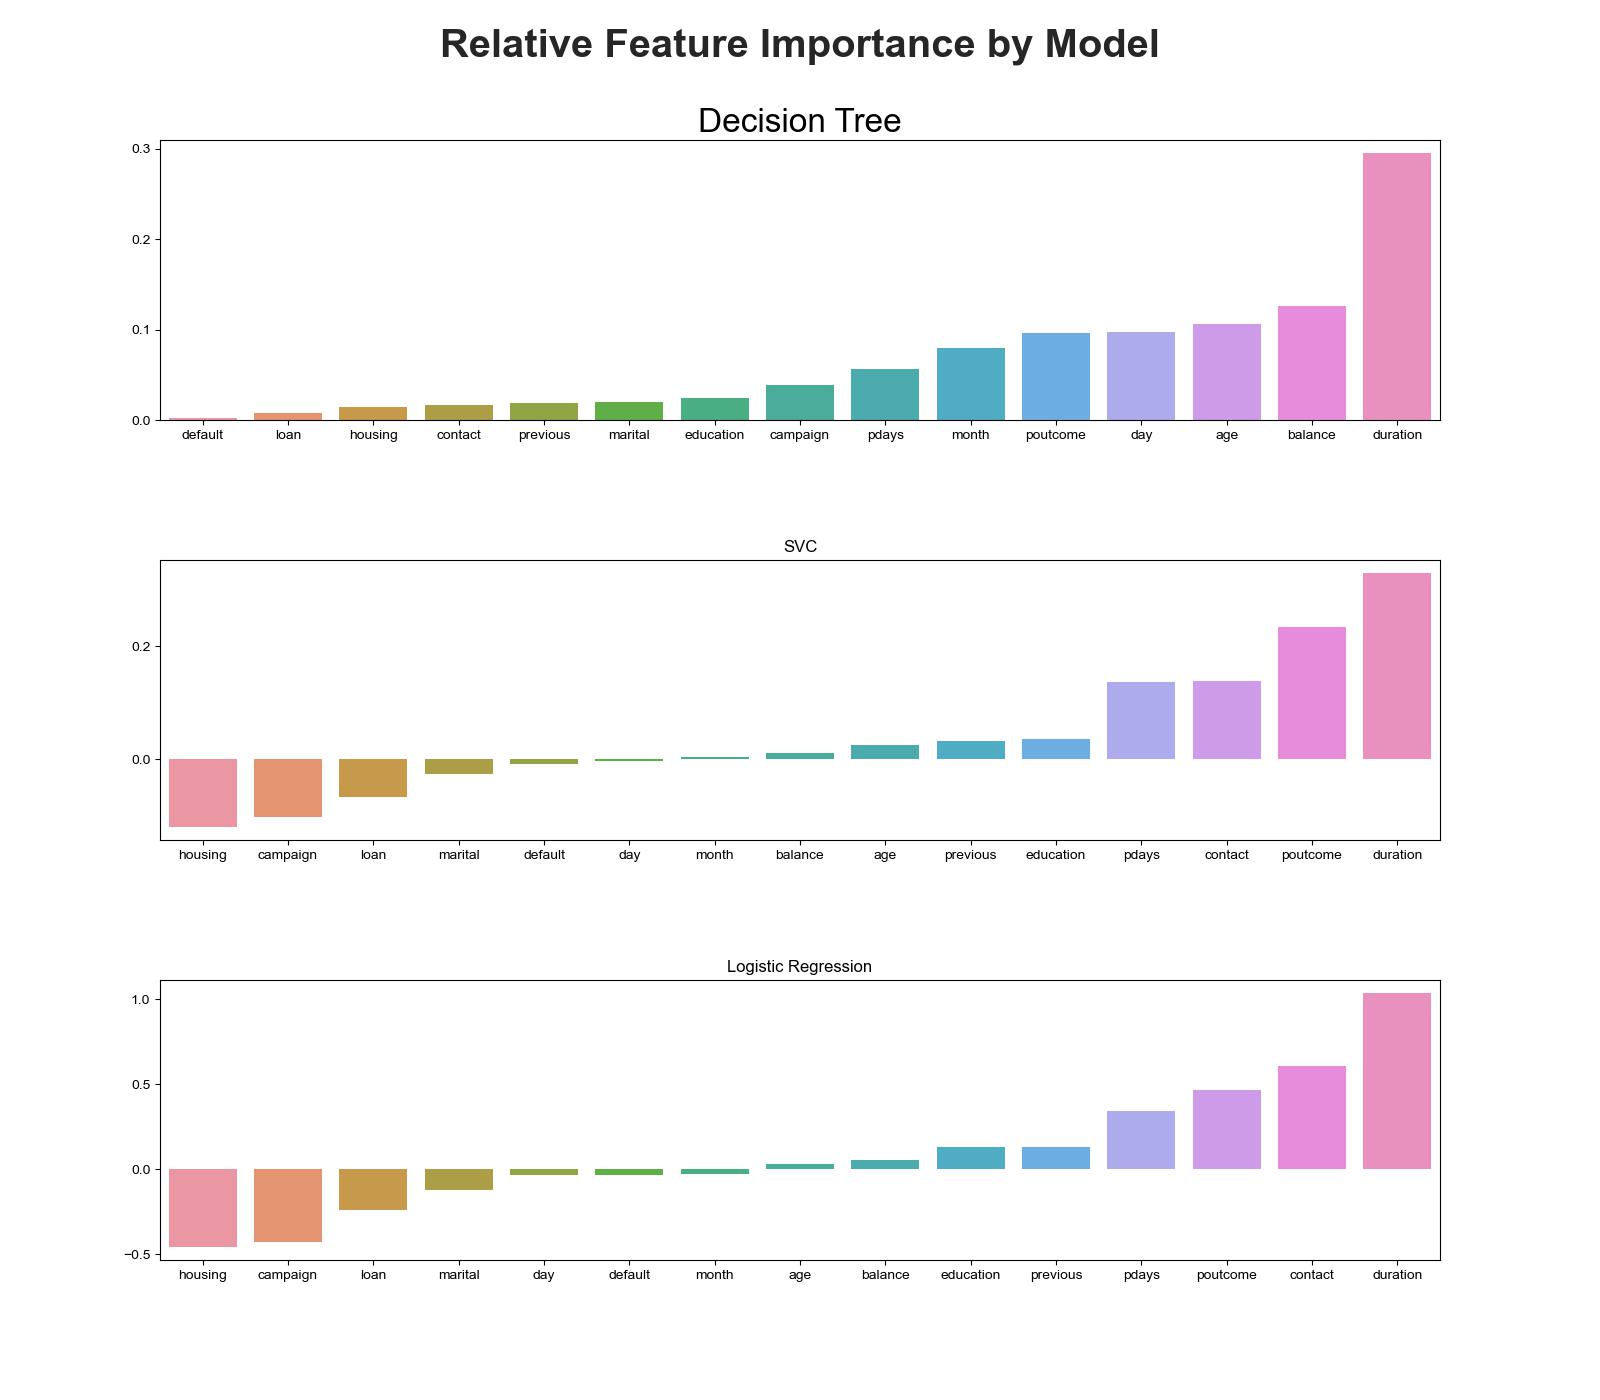 Relative Feature Importance by Model
Decision Tree
0.3
0.2
0.1
0.0
default loan housing contact previous marital education campaign pdays month poutcome day age balance duration
SVC
0.2
0.0
housing campaign loan marital default day month balance age previous education pdays contact poutcome duration
Logistic Regression
1.0
0.5
0.0
−0.5
housing campaign loan marital day default month age balance education previous pdays poutcome contact duration